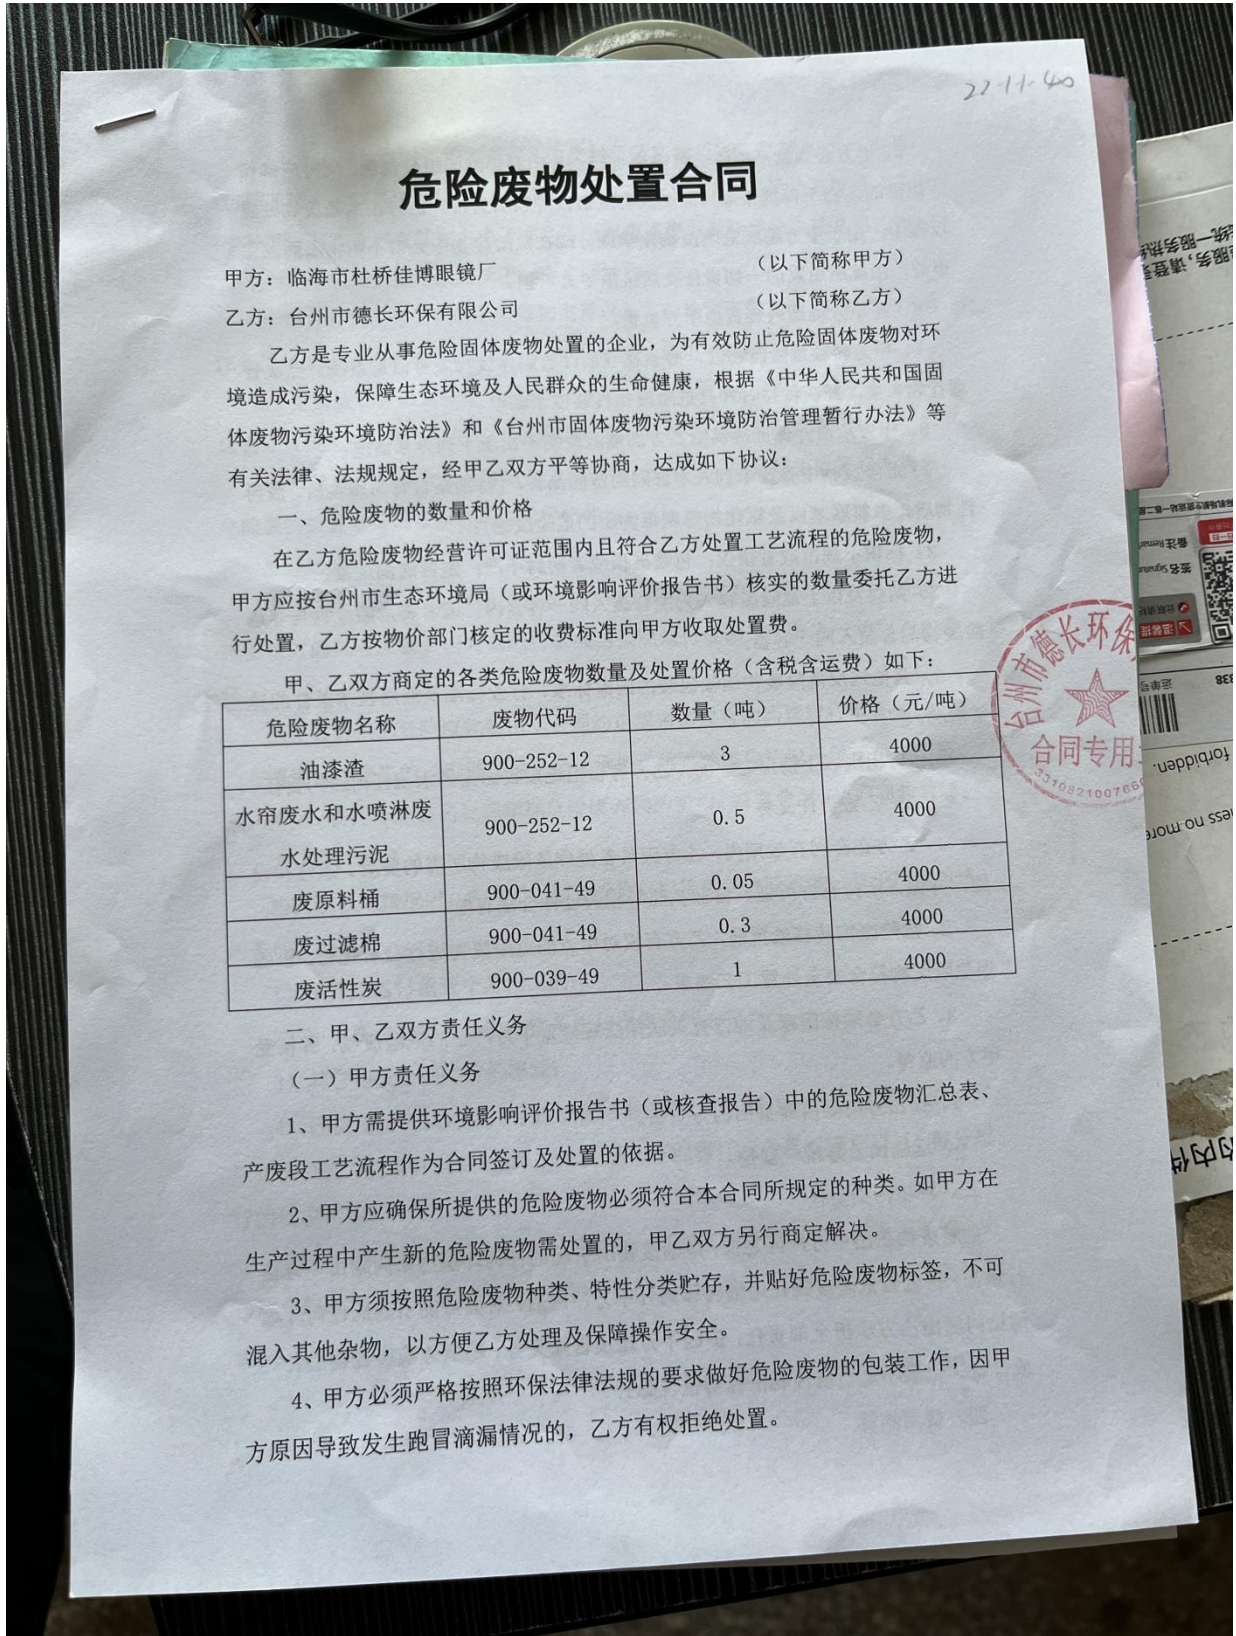 22-11-40
危险废物处置合同
甲方：临海市杜桥佳博眼镜厂 （以下简称甲方）
乙方：台州市德长环保有限公司 （以下简称乙方）
乙方是专业从事危险固体废物处置的企业，为有效防止危险固体废物对环
境造成污染，保障生态环境及人民群众的生命健康，根据《中华人民共和国固
体废物污染环境防治法》和《台州市固体废物污染环境防治管理暂行办法》等
有关法律、法规规定，经甲乙双方平等协商，达成如下协议：
一、危险废物的数量和价格
在乙方危险废物经营许可证范围内且符合乙方处置工艺流程的危险废物，
甲方应按台州市生态环境局（或环境影响评价报告书）核实的数量委托乙方进
行处置，乙方按物价部门核定的收费标准向甲方收取处置费。
甲、乙双方商定的各类危险废物数量及处置价格（含税含运费）如下：
危险废物名称 废物代码 数量（吨） 价格（元/吨）
油漆渣 900-252-12 3 4000
水帘废水和水喷淋废
水处理污泥 900-252-12 0.5 4000
废原料桶 900-041-49 0.05 4000
废过滤棉 900-041-49 0.3 4000
废活性炭 900-039-49 1 4000
台州市德长环保
合同专用
33108210076
二、甲、乙双方责任义务
（一）甲方责任义务
1、甲方需提供环境影响评价报告书（或核查报告）中的危险废物汇总表、
产废段工艺流程作为合同签订及处置的依据。
2、甲方应确保所提供的危险废物必须符合本合同所规定的种类。如甲方在
生产过程中产生新的危险废物需处置的，甲乙双方另行商定解决。
3、甲方须按照危险废物种类、特性分类贮存，并贴好危险废物标签，不可
混入其他杂物，以方便乙方处理及保障操作安全。
4、甲方必须严格按照环保法律法规的要求做好危险废物的包装工作，因甲
方原因导致发生跑冒滴漏情况的，乙方有权拒绝处置。
备注
签名
温馨提
运单号
838
forbidden.
no more
的内件